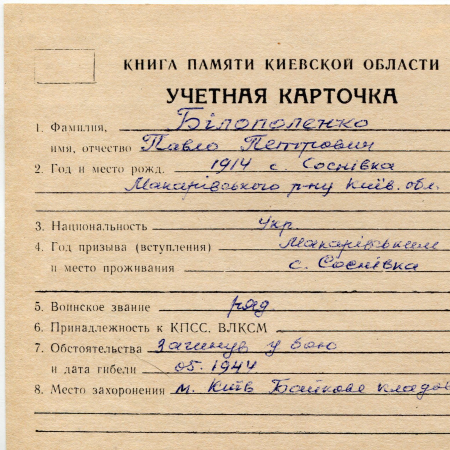 КНИГА ПАМЯТИ КИЕВСКОЙ ОБЛАСТИ
УЧЕТНАЯ КАРТОЧКА
1. Фамилия, Білополенко
имя, отчество Павло Петрович
2. Год и место рожд. 1914 с. Соснівка
Макарівського р-ну Київ. обл.
3. Национальность укр.
4. Год призыва (вступления) Макарівським
и место проживания с. Соснівка
5. Воинское звание ряд.
6. Принадлежность к КПСС, ВЛКСМ
7. Обстоятельства загинув у бою
и дата гибели 05.1944
8. Место захоронения м. Київ Байкове кладов